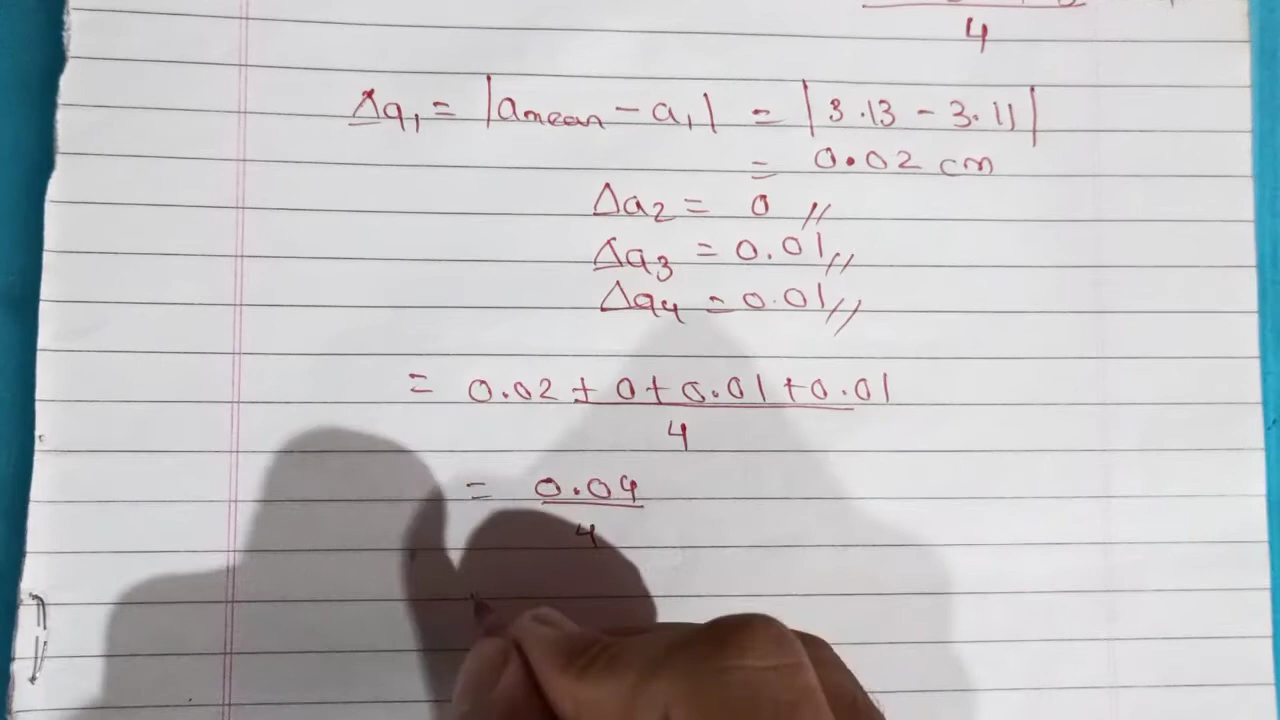 4
Δa₁ = |amean - a₁| = |3.13 - 3.11|
= 0.02 cm
Δa₂ = 0 〃
Δa₃ = 0.01 〃
Δa₄ = 0.01 〃
= 0.02 + 0 + 0.01 + 0.01
4
= 0.04
4